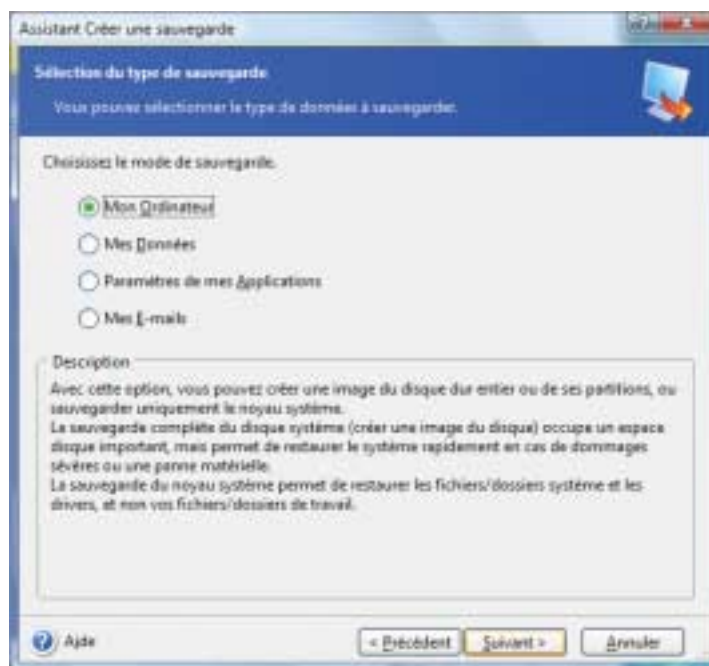 Assistant Créer une sauvegarde
Sélection du type de sauvegarde
Vous pouvez sélectionner le type de données à sauvegarder.
Choisissez le mode de sauvegarde.
Mon Ordinateur
Mes Données
Paramètres de mes Applications
Mes E-mails
Description
Avec cette option, vous pouvez créer une image du disque dur entier ou de ses partitions, ou
sauvegarder uniquement le noyau système.
La sauvegarde complète du disque système (créer une image du disque) occupe un espace
disque important, mais permet de restaurer le système rapidement en cas de dommages
sévères ou une panne matérielle.
La sauvegarde du noyau système permet de restaurer les fichiers/dossiers système et les
drivers, et non vos fichiers/dossiers de travail.
? Aide
< Précédent
Suivant >
Annuler